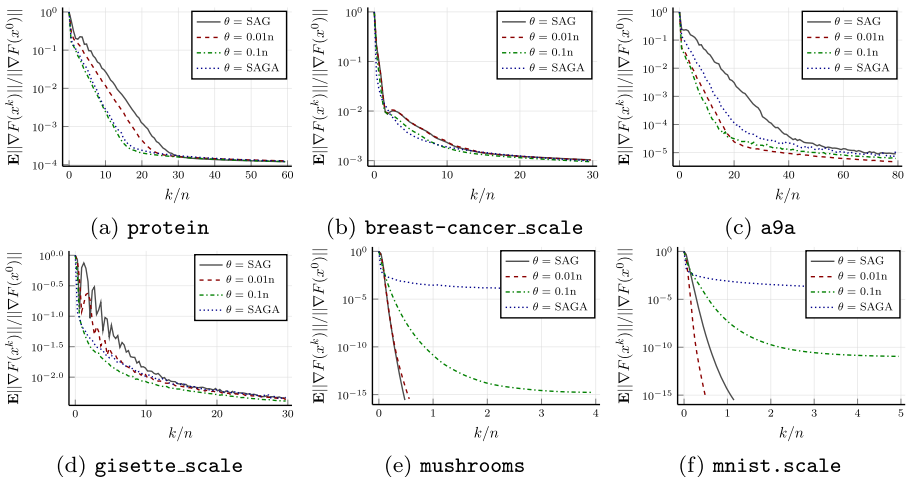 E||∇F(x^k)||/||∇F(x^0)||
10^0
10^−1
10^−2
10^−3
10^−4
0 10 20 30 40 50 60
k/n
θ = SAG
θ = 0.01n
θ = 0.1n
θ = SAGA
(a) protein
E||∇F(x^k)||/||∇F(x^0)||
10^0
10^−1
10^−2
10^−3
0 10 20 30
k/n
θ = SAG
θ = 0.01n
θ = 0.1n
θ = SAGA
(b) breast-cancer_scale
E||∇F(x^k)||/||∇F(x^0)||
10^0
10^−1
10^−2
10^−3
10^−4
10^−5
0 20 40 60 80
k/n
θ = SAG
θ = 0.01n
θ = 0.1n
θ = SAGA
(c) a9a
E||∇F(x^k)||/||∇F(x^0)||
10^0.0
10^−0.5
10^−1.0
10^−1.5
10^−2.0
0 10 20 30
k/n
θ = SAG
θ = 0.01n
θ = 0.1n
θ = SAGA
(d) gisette_scale
E||∇F(x^k)||/||∇F(x^0)||
10^0
10^−5
10^−10
10^−15
0 1 2 3 4
k/n
θ = SAG
θ = 0.01n
θ = 0.1n
θ = SAGA
(e) mushrooms
E||∇F(x^k)||/||∇F(x^0)||
10^0
10^−5
10^−10
10^−15
0 1 2 3 4 5
k/n
θ = SAG
θ = 0.01n
θ = 0.1n
θ = SAGA
(f) mnist.scale